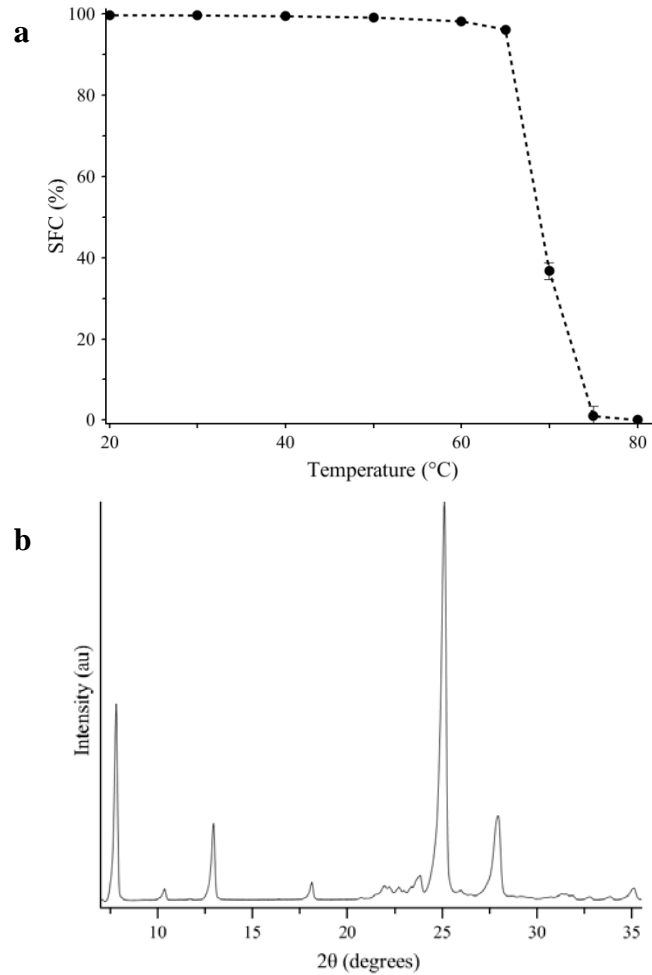 a
100
80
60
40
20
0
SFC (%)
20 40 60 80
Temperature (°C)
b
Intensity (au)
10 15 20 25 30 35
2θ (degrees)